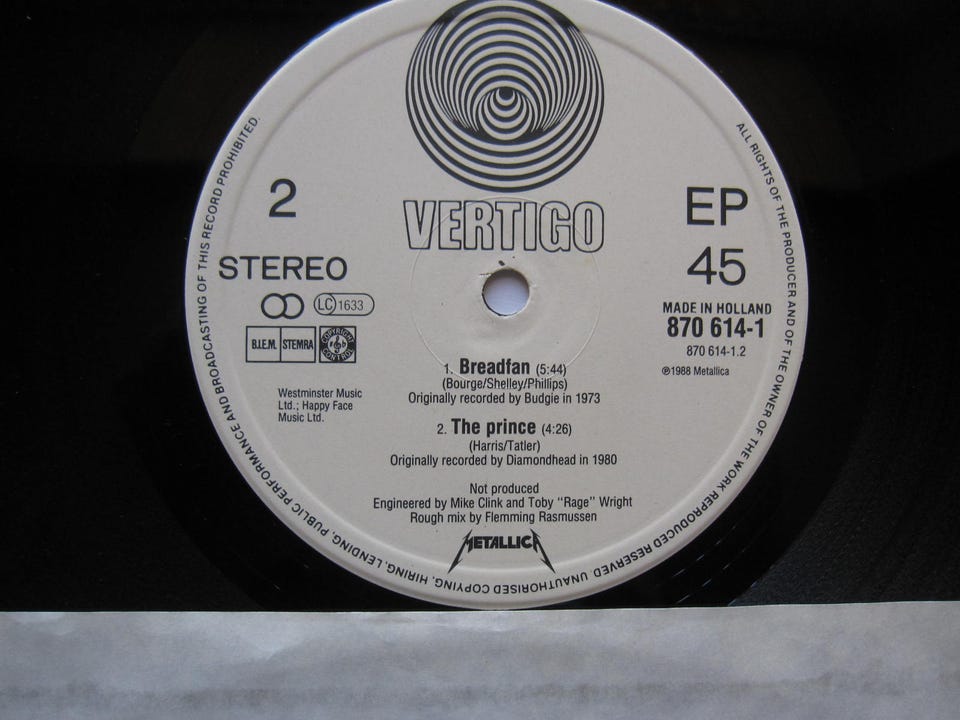 VERTIGO
2
STEREO
LC 1633
B.I.E.M. STEMRA
COPYRIGHT CONTROL
Westminster Music
Ltd.; Happy Face
Music Ltd.
EP
45
MADE IN HOLLAND
870 614-1
870 614-1.2
℗1988 Metallica
1. Breadfan (5:44)
(Bourge/Shelley/Phillips)
Originally recorded by Budgie in 1973
2. The prince (4:26)
(Harris/Tatler)
Originally recorded by Diamondhead in 1980
Not produced
Engineered by Mike Clink and Toby "Rage" Wright
Rough mix by Flemming Rasmussen
METALLICA
ALL RIGHTS OF THE PRODUCER AND OF THE OWNER OF THE WORK REPRODUCED RESERVED. UNAUTHORISED COPYING, HIRING, LENDING, PUBLIC PERFORMANCE AND BROADCASTING OF THIS RECORD PROHIBITED.